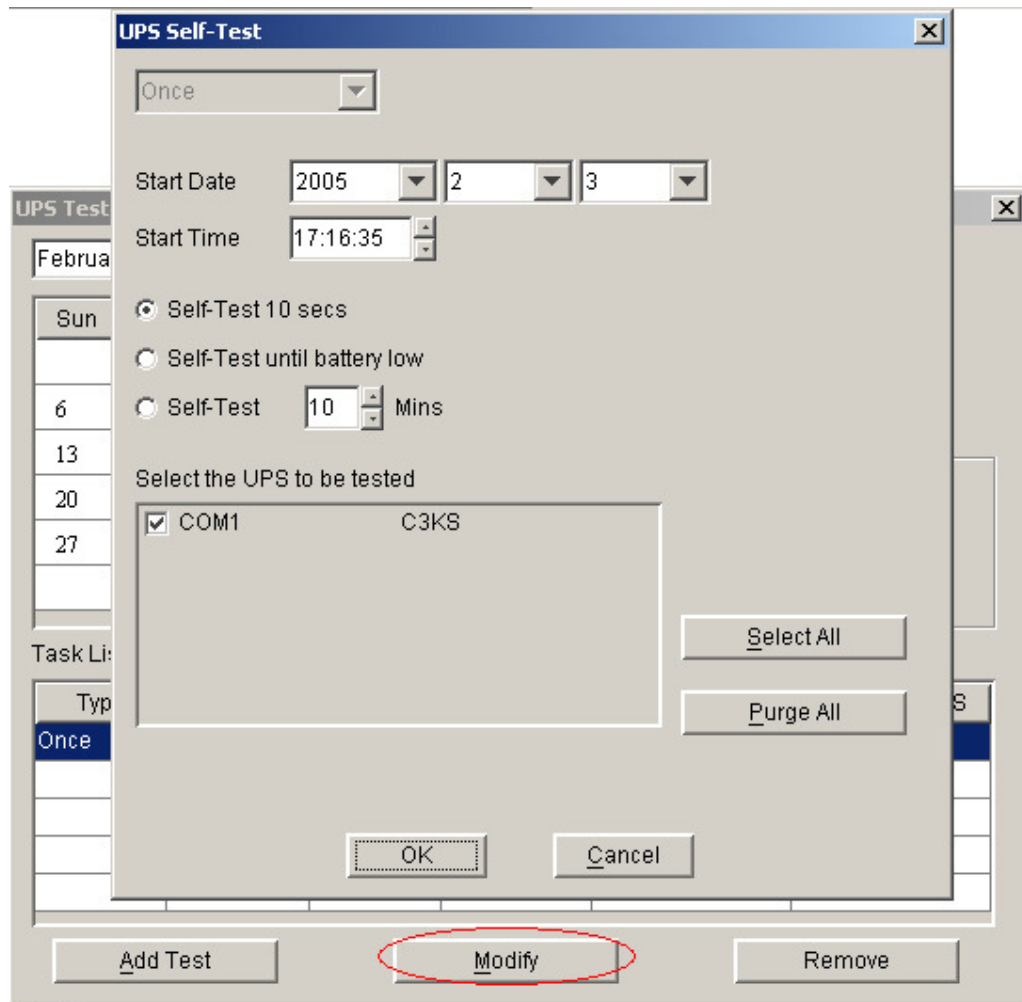 UPS Self-Test
Once
Start Date 2005 2 3
UPS Test
Start Time 17:16:35
Februa
Self-Test 10 secs
Sun
Self-Test until battery low
6
Self-Test 10 Mins
13
Select the UPS to be tested
20
COM1 C3KS
27
Select All
Task Li
Purge All
Typ S
Once
OK Cancel
Add Test Modify Remove